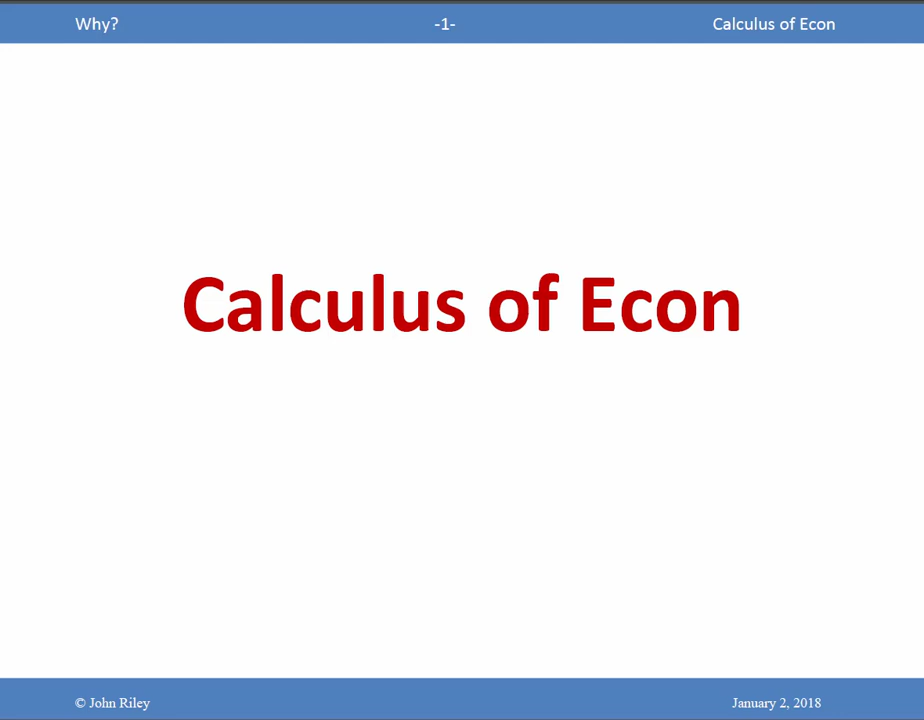 Why? -1- Calculus of Econ
Calculus of Econ
© John Riley January 2, 2018